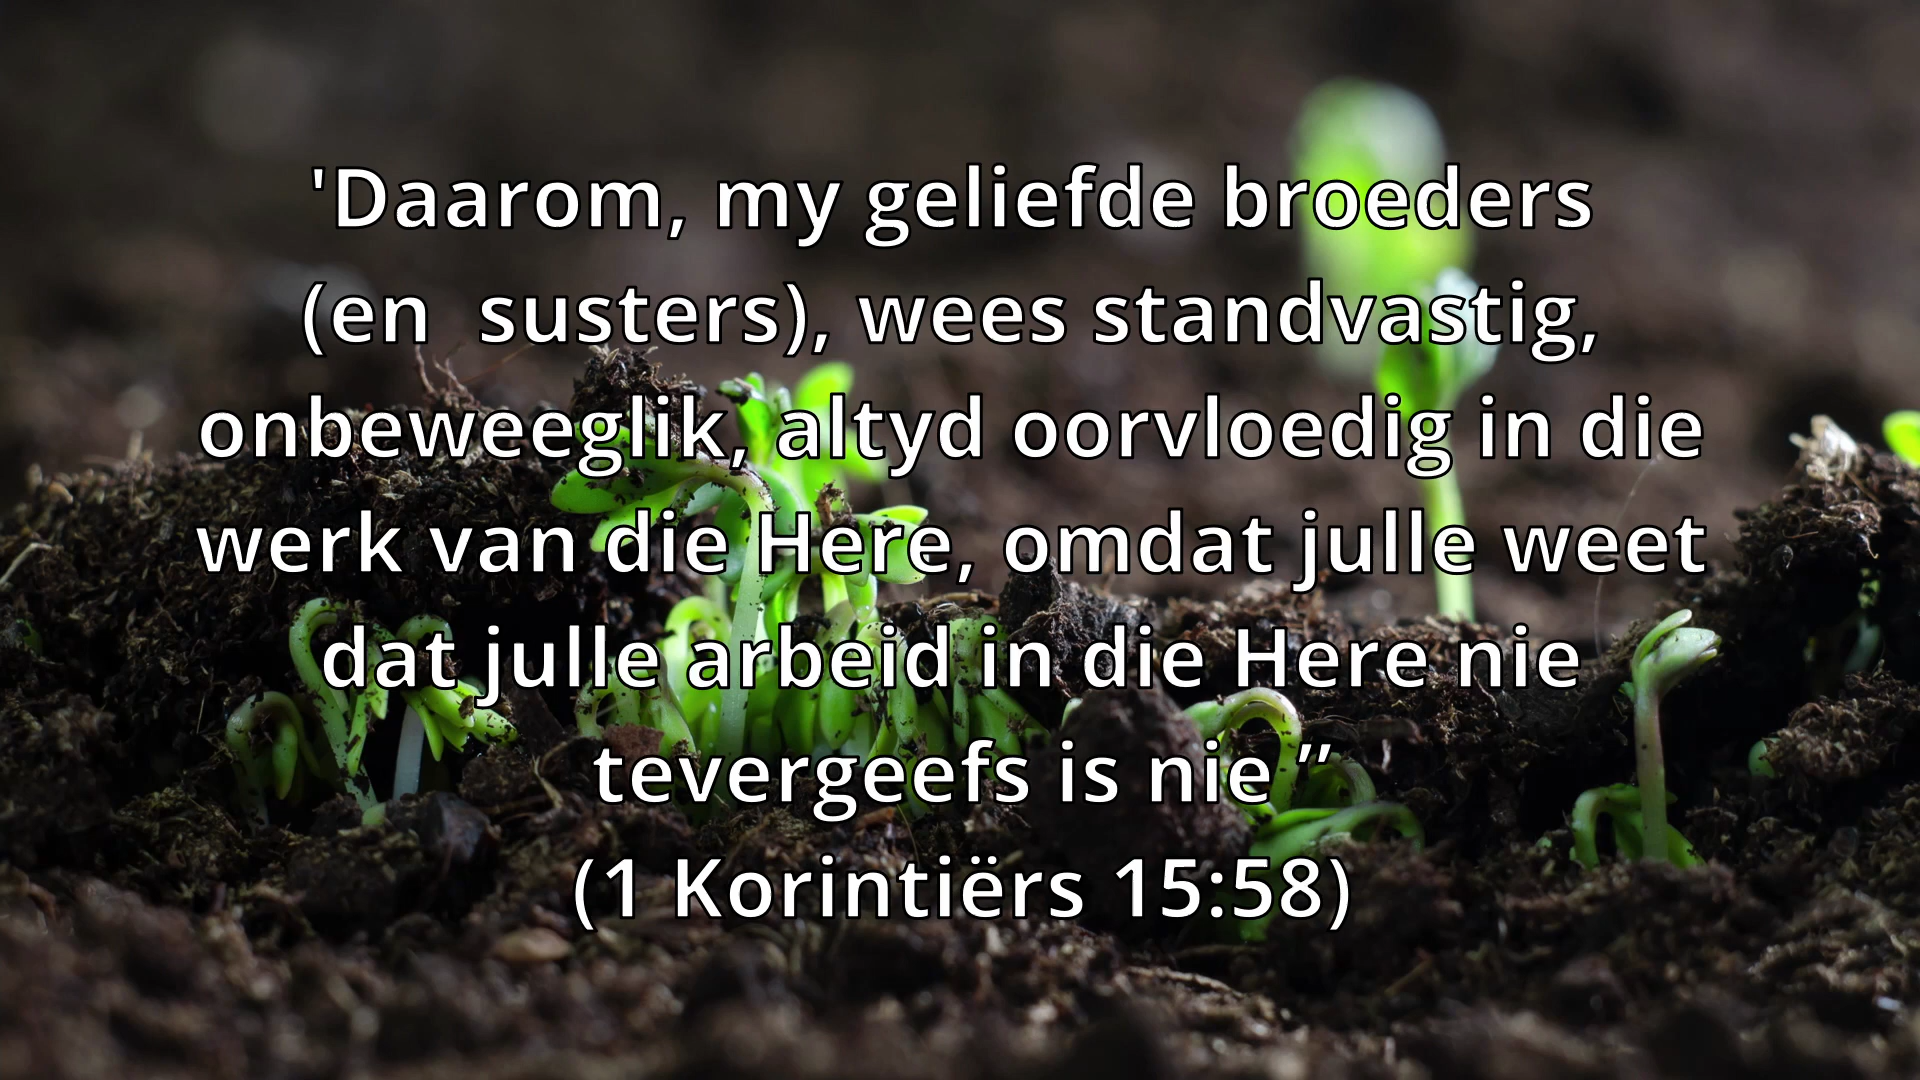 'Daarom, my geliefde broeders
(en  susters), wees standvastig,
onbeweeglik, altyd oorvloedig in die
werk van die Here, omdat julle weet
dat julle arbeid in die Here nie
tevergeefs is nie ”
(1 Korintiërs 15:58)